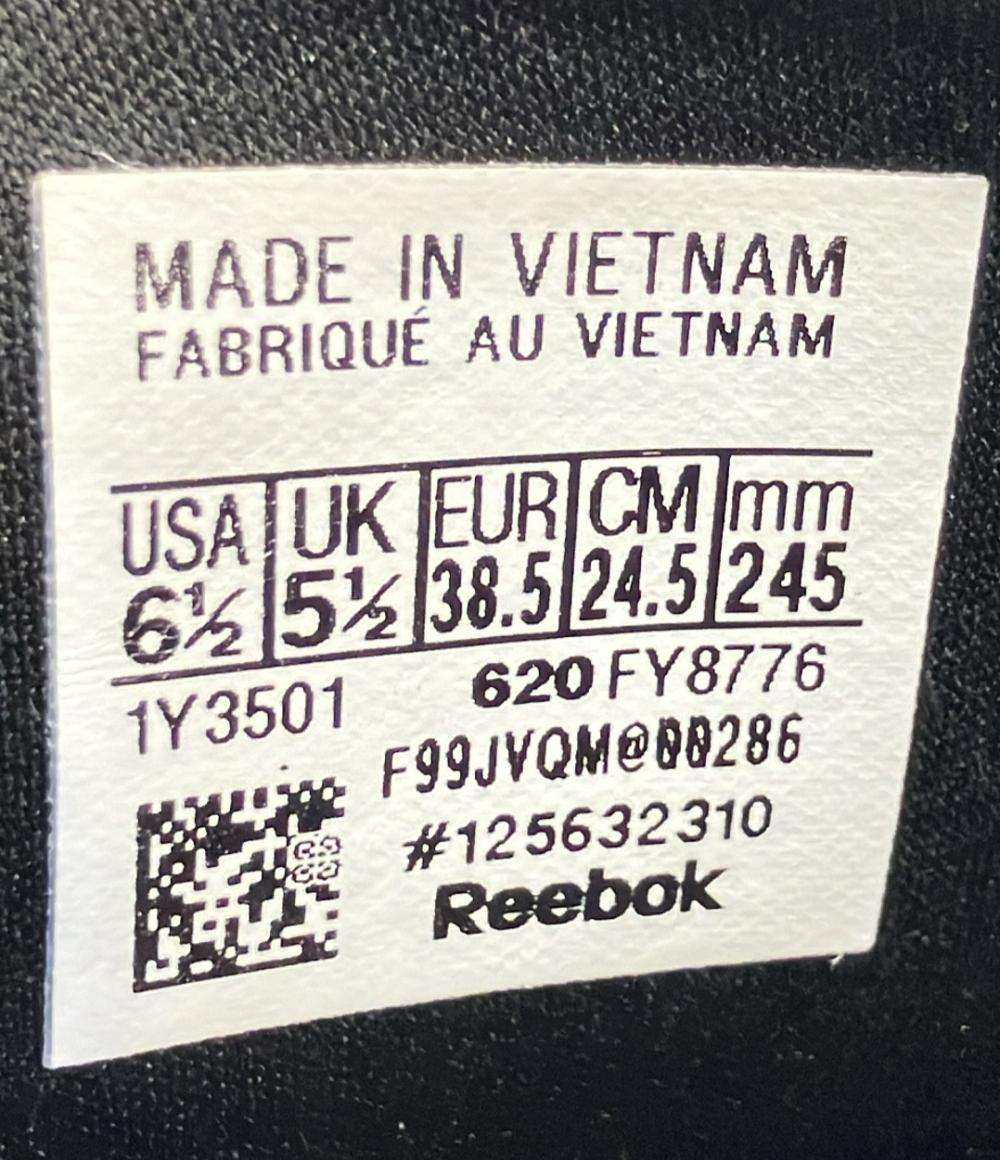 MADE IN VIETNAM
FABRIQUÉ AU VIETNAM
USA UK EUR CM mm
6½ 5½ 38.5 24.5 245
1Y3501 620 FY8776
F99JVQM@00286
#125632310
Reebok